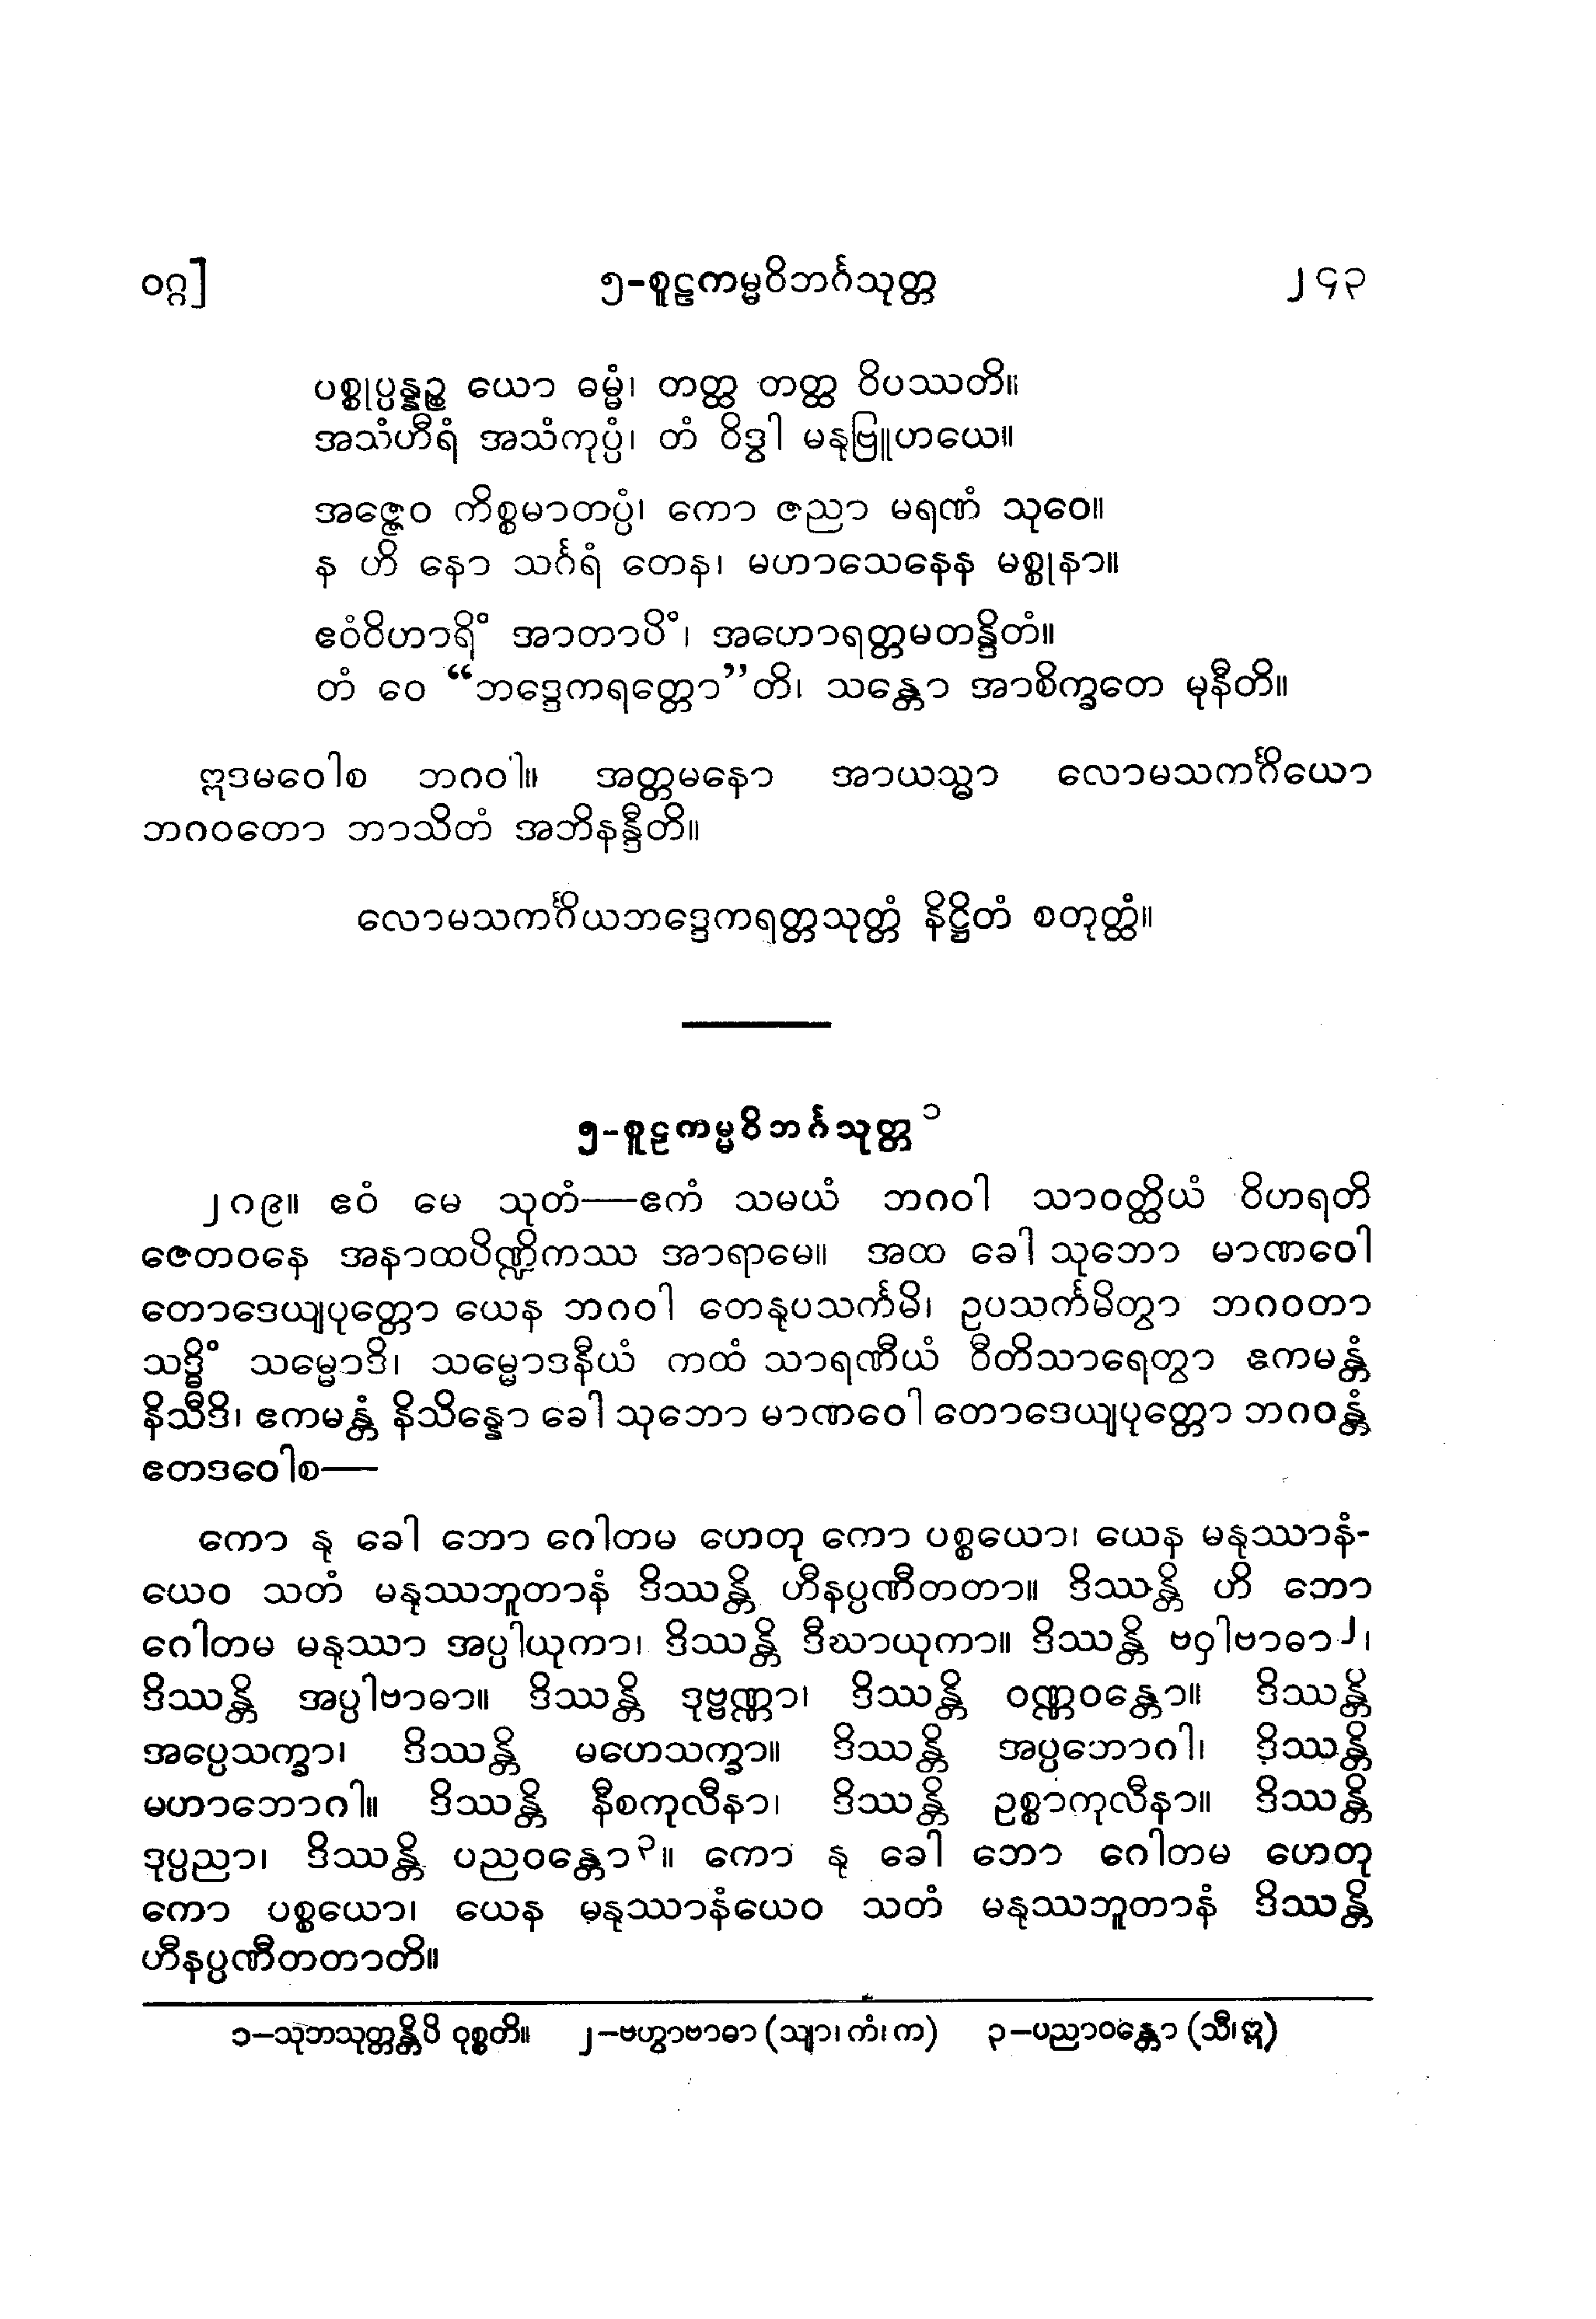 ဝဂ္ဂ]
၅-စူဠကမ္မဝိဘင်္ဂသုတ္တ
၂၄၃
ပစ္စုပ္ပန္နဉ္စ ယော ဓမ္မံ၊ တတ္ထ တတ္ထ ဝိပဿတိ။
အသံဟီရံ အသံကုပ္ပံ၊ တံ ဝိဒွါ မနုဗြူဟယေ။
အဇ္ဇေဝ ကိစ္စမာတပ္ပံ၊ ကော ဇညာ မရဏံ သုဝေ။
န ဟိ နော သင်္ဂရံ တေန၊ မဟာသေနေန မစ္စုနာ။
ဧဝံဝိဟာရိံ အာတာပိံ၊ အဟောရတ္တမတန္ဒိတံ။
တံ ဝေ “ဘဒ္ဒေကရတ္တော”တိ၊ သန္တော အာစိက္ခတေ မုနီတိ။
ဣဒမဝေါစ ဘဂဝါ။ အတ္တမနော အာယသ္မာ လောမသကင်္ဂိယော
ဘဂဝတော ဘာသိတံ အဘိနန္ဒီတိ။
လောမသကင်္ဂိယဘဒ္ဒေကရတ္တသုတ္တံ နိဋ္ဌိတံ စတုတ္ထံ။
၅-စူဠကမ္မဝိဘင်္ဂသုတ္တ၁
၂၈၉။ ဧဝံ မေ သုတံ—ဧကံ သမယံ ဘဂဝါ သာဝတ္ထိယံ ဝိဟရတိ
ဇေတဝနေ အနာထပိဏ္ဍိကဿ အာရာမေ။ အထ ခေါ သုဘော မာဏဝေါ
တောဒေယျပုတ္တော ယေန ဘဂဝါ တေနုပသင်္ကမိ၊ ဥပသင်္ကမိတွာ ဘဂဝတာ
သဒ္ဓိံ သမ္မောဒိ၊ သမ္မောဒနီယံ ကထံ သာရဏီယံ ဝီတိသာရေတွာ ဧကမန္တံ
နိသီဒိ၊ ဧကမန္တံ နိသိန္နော ခေါ သုဘော မာဏဝေါ တောဒေယျပုတ္တော ဘဂဝန္တံ
ဧတဒဝေါစ—
ကော နု ခေါ ဘော ဂေါတမ ဟေတု ကော ပစ္စယော၊ ယေန မနုဿာနံ-
ယေဝ သတံ မနုဿဘူတာနံ ဒိဿန္တိ ဟီနပ္ပဏီတတာ။ ဒိဿန္တိ ဟိ ဘော
ဂေါတမ မနုဿာ အပ္ပါယုကာ၊ ဒိဿန္တိ ဒီဃာယုကာ။ ဒိဿန္တိ ဗဝှါဗာဓာ၂၊
ဒိဿန္တိ အပ္ပါဗာဓာ။ ဒိဿန္တိ ဒုဗ္ဗဏ္ဏာ၊ ဒိဿန္တိ ဝဏ္ဏဝန္တော။ ဒိဿန္တိ
အပ္ပေသက္ခာ၊ ဒိဿန္တိ မဟေသက္ခာ။ ဒိဿန္တိ အပ္ပဘောဂါ၊ ဒိဿန္တိ
မဟာဘောဂါ။ ဒိဿန္တိ နီစကုလီနာ၊ ဒိဿန္တိ ဥစ္စာကုလီနာ။ ဒိဿန္တိ
ဒုပ္ပညာ၊ ဒိဿန္တိ ပညဝန္တော၃။ ကော နု ခေါ ဘော ဂေါတမ ဟေတု
ကော ပစ္စယော၊ ယေန မနုဿာနံယေဝ သတံ မနုဿဘူတာနံ ဒိဿန္တိ
ဟီနပ္ပဏီတတာတိ။
၁—သုဘသုတ္တန္တိပိ ဝုစ္စတိ။ ၂—ဗဟွာဗာဓာ (သျာ၊ ကံ၊ က) ၃—ပညာဝန္တော (သီ၊ ဣ)